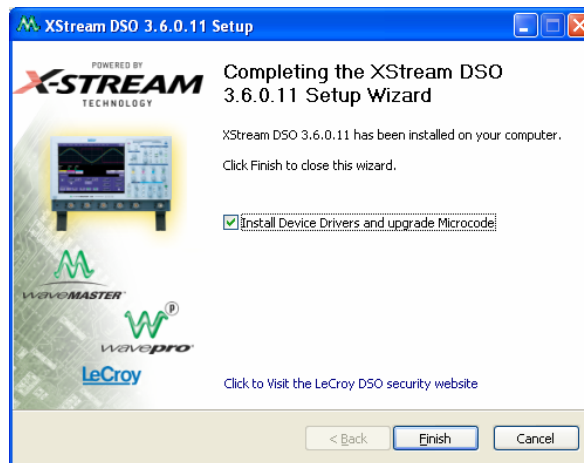 XStream DSO 3.6.0.11 Setup
POWERED BY
X-STREAM
TECHNOLOGY
Completing the XStream DSO
3.6.0.11 Setup Wizard
XStream DSO 3.6.0.11 has been installed on your computer.
Click Finish to close this wizard.
Install Device Drivers and upgrade Microcode
waveMASTER™
wavepro®
LeCroy
Click to Visit the LeCroy DSO security website
< Back
Finish
Cancel